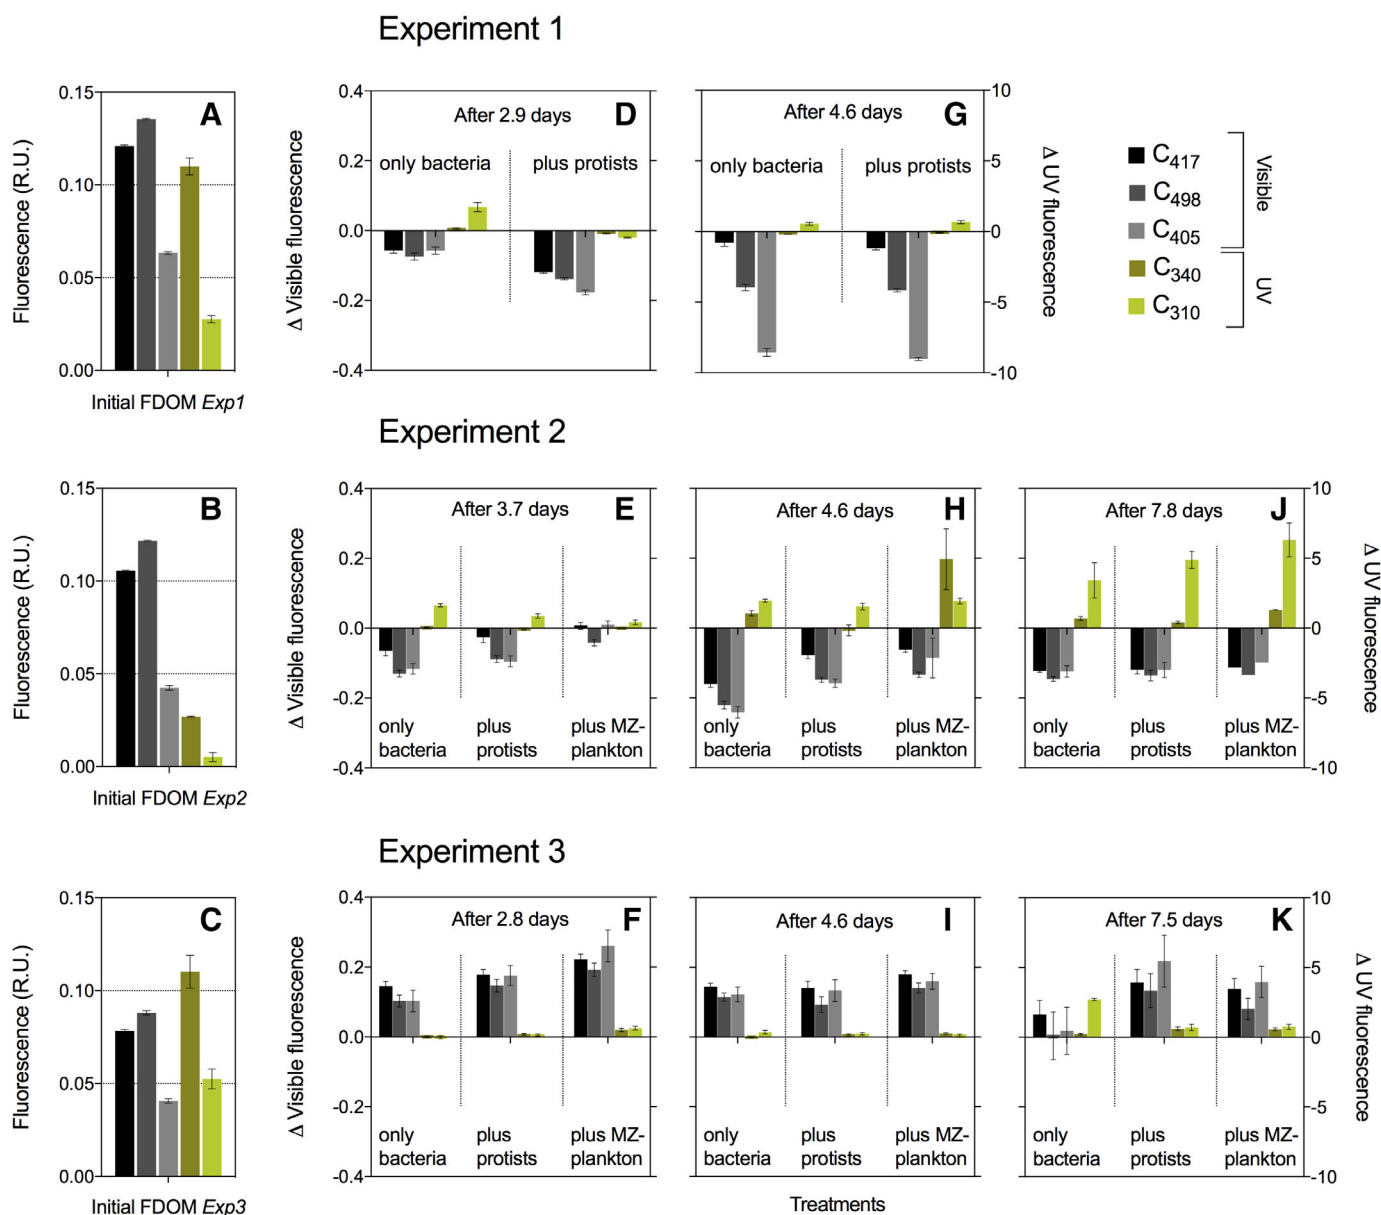 Experiment 1
0.15
0.10
0.05
0.00
Fluorescence (R.U.)
A
Initial FDOM Exp1
0.4
0.2
0.0
-0.2
-0.4
Δ Visible fluorescence
After 2.9 days
D
only bacteria
plus protists
After 4.6 days
G
only bacteria
plus protists
10
5
0
-5
-10
Δ UV fluorescence
C417
C498
C405
C340
C310
Visible
UV
Experiment 2
0.15
0.10
0.05
0.00
Fluorescence (R.U.)
B
Initial FDOM Exp2
0.4
0.2
0.0
-0.2
-0.4
Δ Visible fluorescence
After 3.7 days
E
only
bacteria
plus
protists
plus MZ-
plankton
After 4.6 days
H
only
bacteria
plus
protists
plus MZ-
plankton
After 7.8 days
J
only
bacteria
plus
protists
plus MZ-
plankton
10
5
0
-5
-10
Δ UV fluorescence
Experiment 3
0.15
0.10
0.05
0.00
Fluorescence (R.U.)
C
Initial FDOM Exp3
0.4
0.2
0.0
-0.2
-0.4
Δ Visible fluorescence
After 2.8 days
F
only
bacteria
plus
protists
plus MZ-
plankton
After 4.6 days
I
only
bacteria
plus
protists
plus MZ-
plankton
After 7.5 days
K
only
bacteria
plus
protists
plus MZ-
plankton
10
5
0
-5
-10
Δ UV fluorescence
Treatments